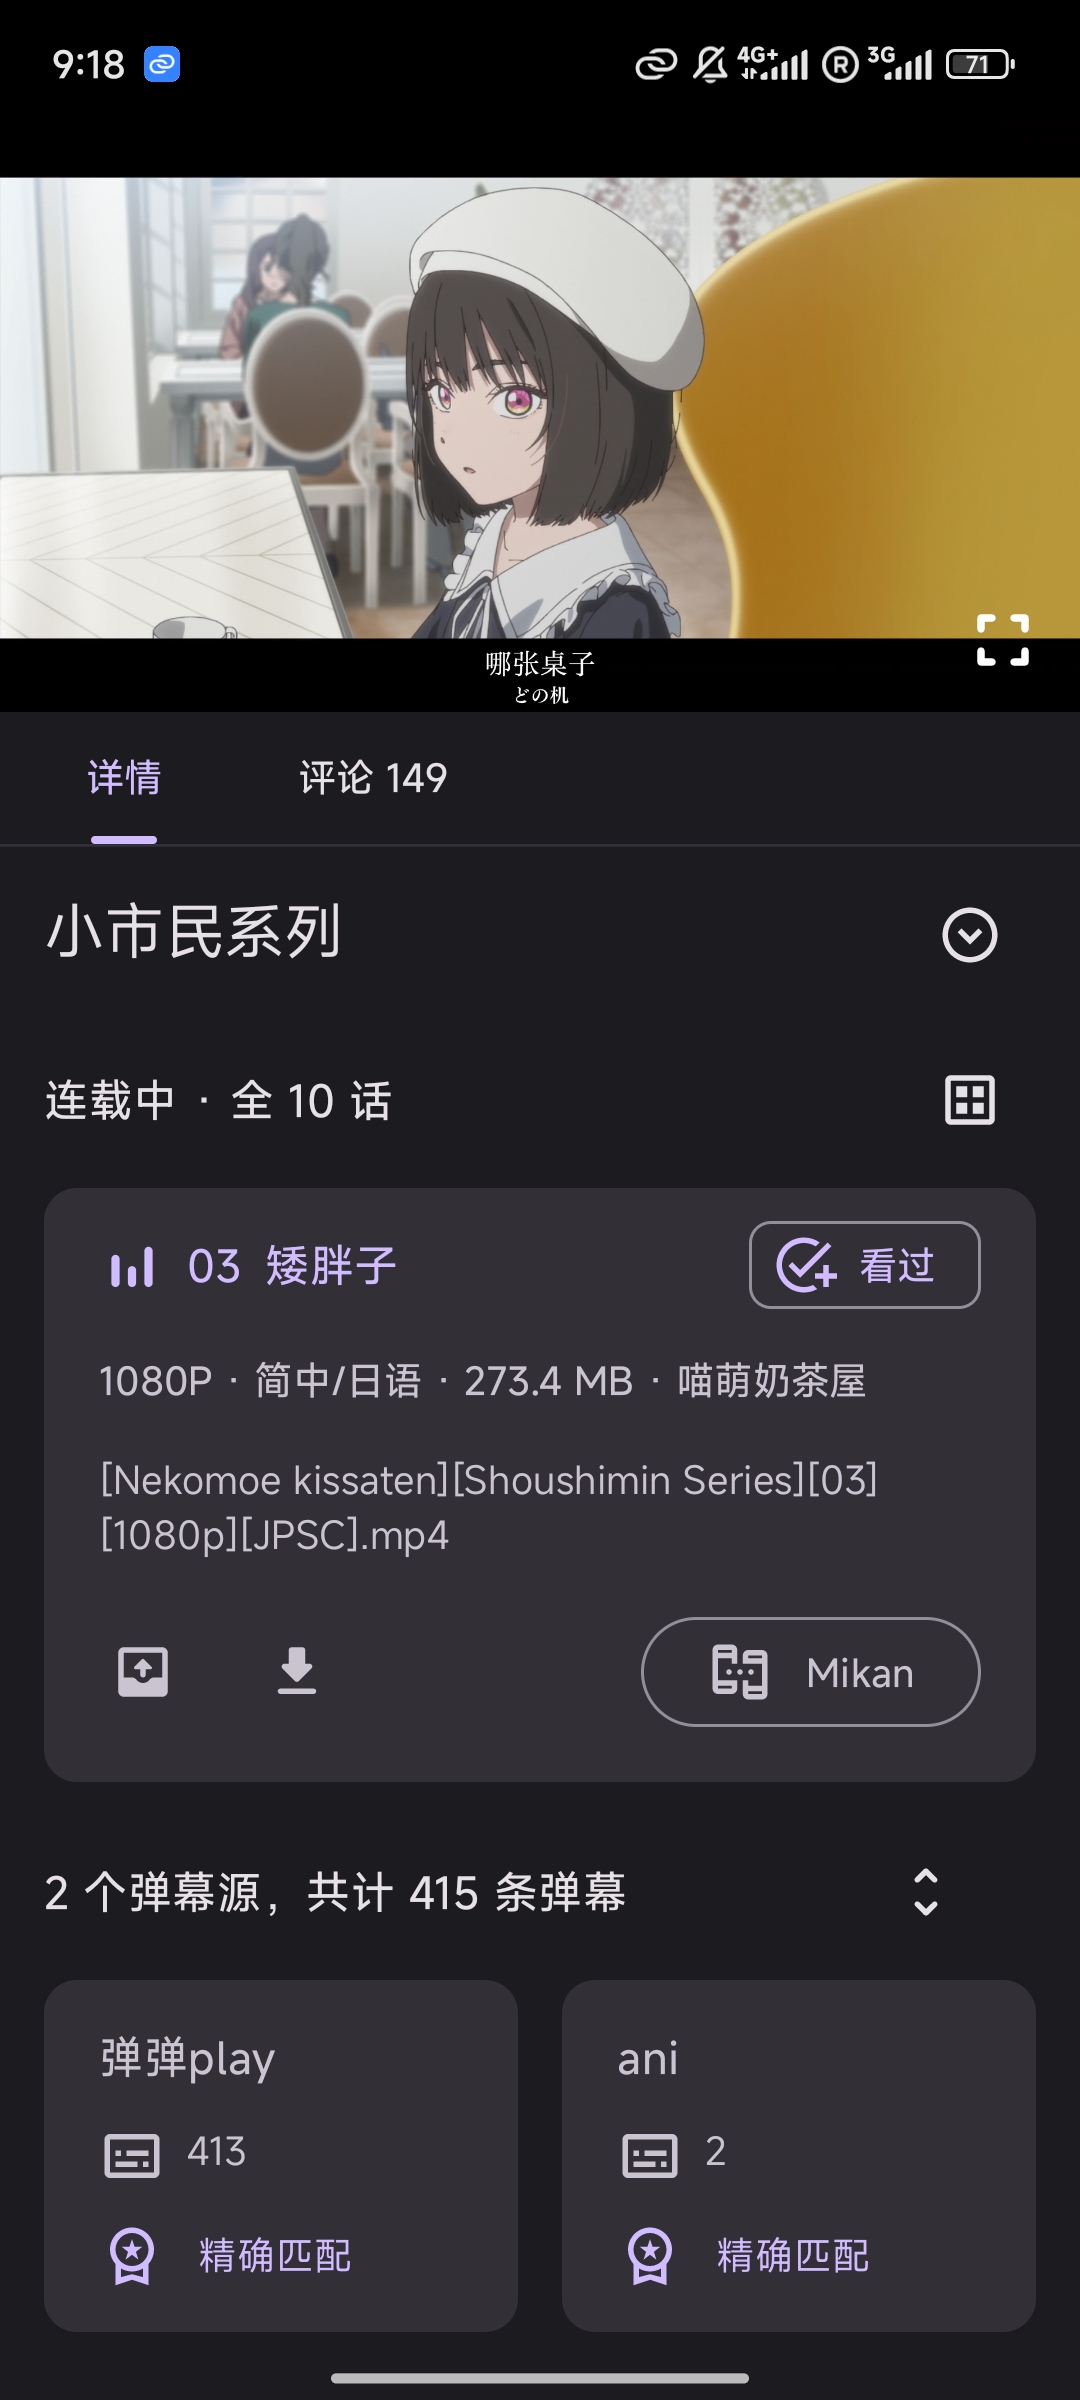 9:18
4G+
R
3G
71
哪张桌子
どの机
详情
评论 149
小市民系列
连载中 · 全 10 话
03 矮胖子
看过
1080P · 简中/日语 · 273.4 MB · 喵萌奶茶屋
[Nekomoe kissaten][Shoushimin Series][03]
[1080p][JPSC].mp4
Mikan
2 个弹幕源，共计 415 条弹幕
弹弹play
ani
413
2
精确匹配
精确匹配